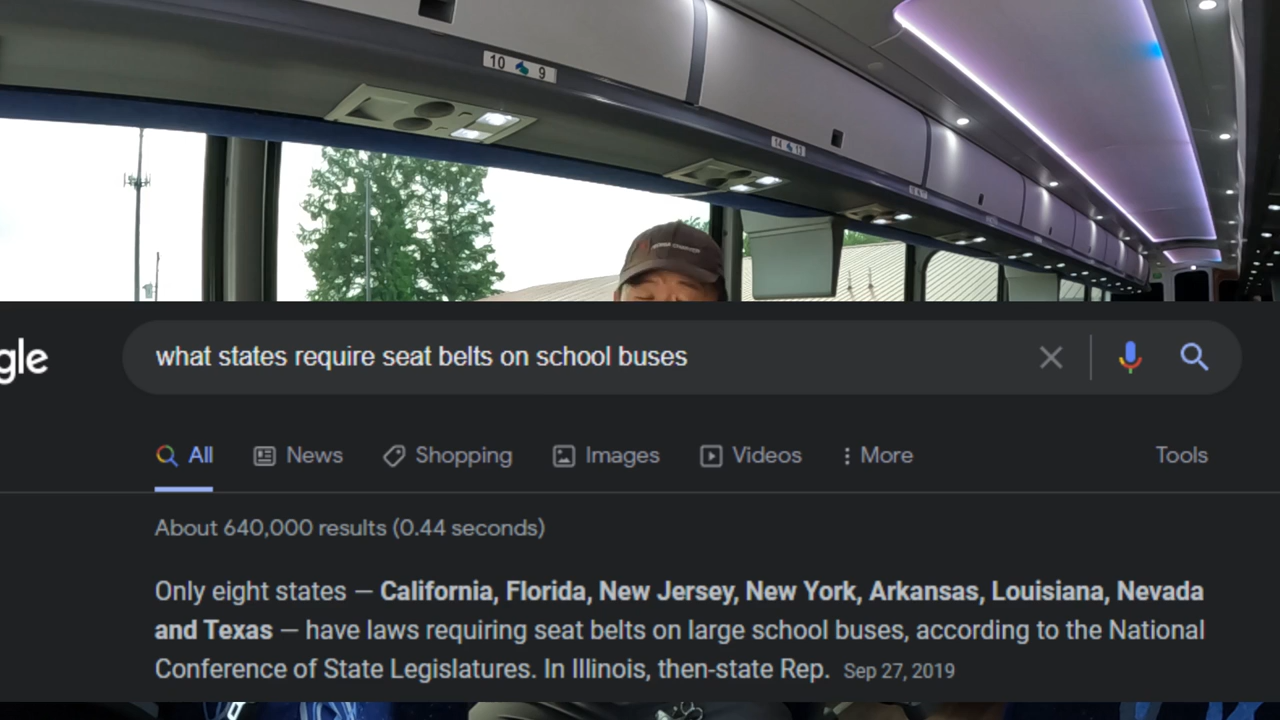 10 9
14 13
gle
what states require seat belts on school buses
All News Shopping Images Videos More Tools
About 640,000 results (0.44 seconds)
Only eight states — California, Florida, New Jersey, New York, Arkansas, Louisiana, Nevada
and Texas — have laws requiring seat belts on large school buses, according to the National
Conference of State Legislatures. In Illinois, then-state Rep. Sep 27, 2019